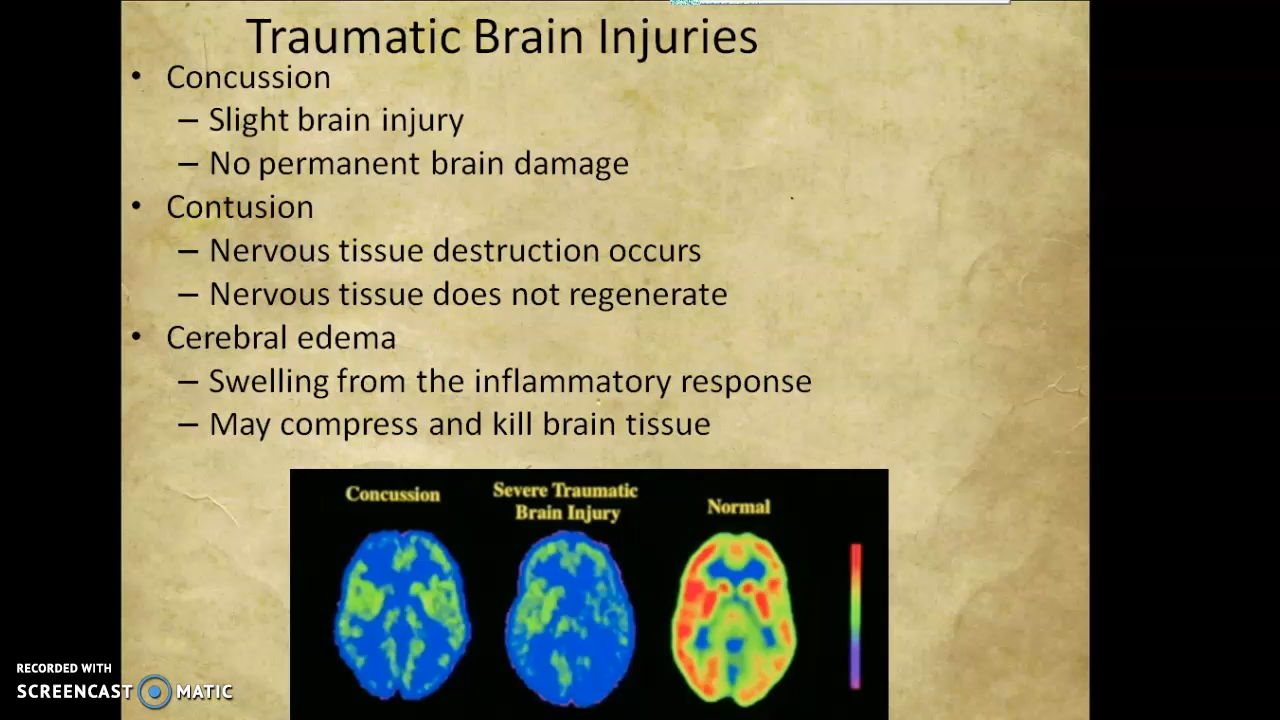 Traumatic Brain Injuries
• Concussion
– Slight brain injury
– No permanent brain damage
• Contusion
– Nervous tissue destruction occurs
– Nervous tissue does not regenerate
• Cerebral edema
– Swelling from the inflammatory response
– May compress and kill brain tissue
Concussion
Severe Traumatic
Brain Injury
Normal
RECORDED WITH
SCREENCAST MATIC